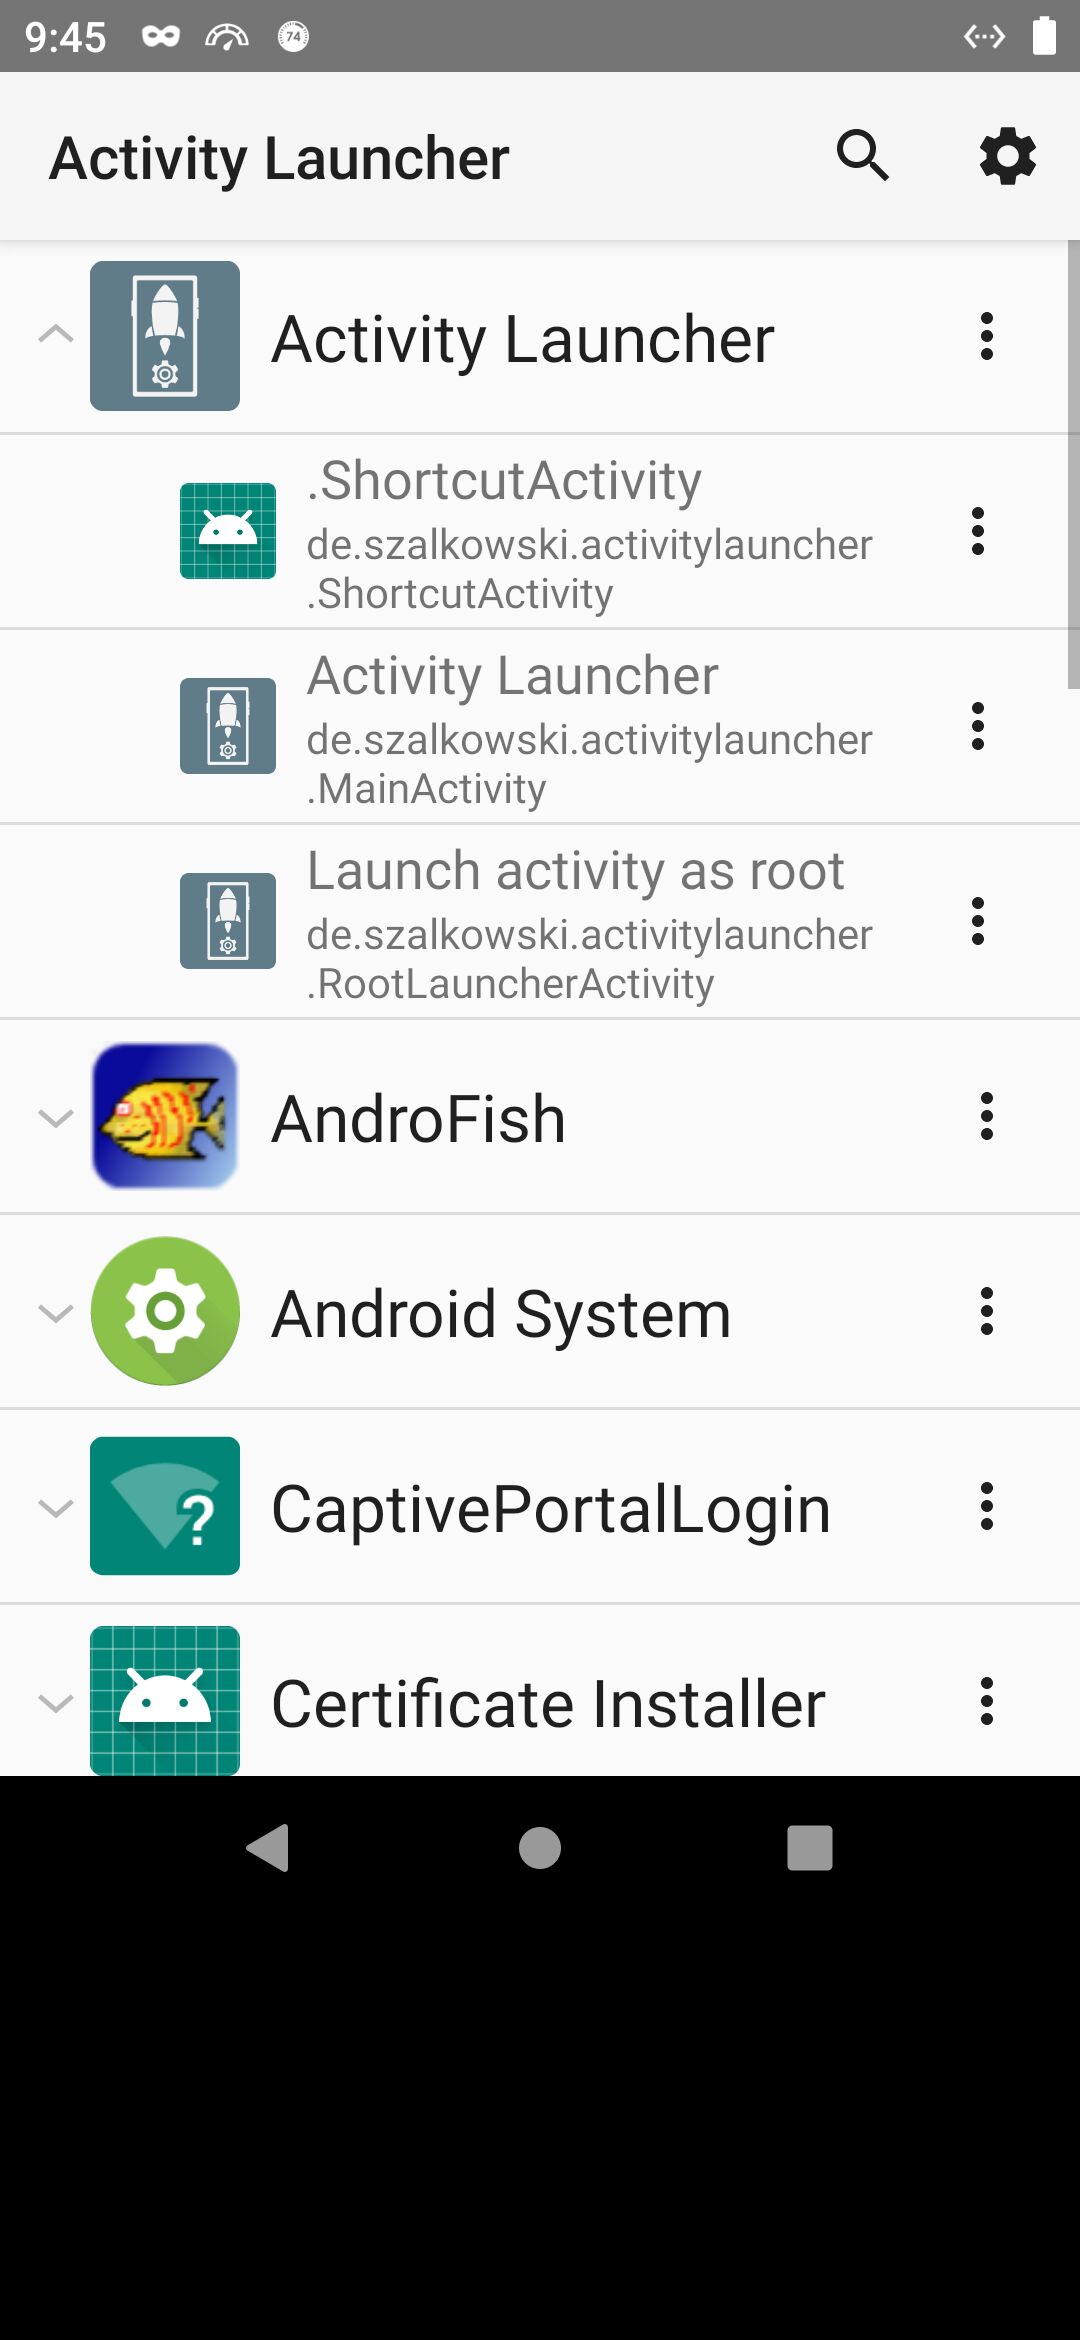 9:45
74
Activity Launcher
Activity Launcher
.ShortcutActivity
de.szalkowski.activitylauncher
.ShortcutActivity
Activity Launcher
de.szalkowski.activitylauncher
.MainActivity
Launch activity as root
de.szalkowski.activitylauncher
.RootLauncherActivity
AndroFish
Android System
CaptivePortalLogin
Certificate Installer